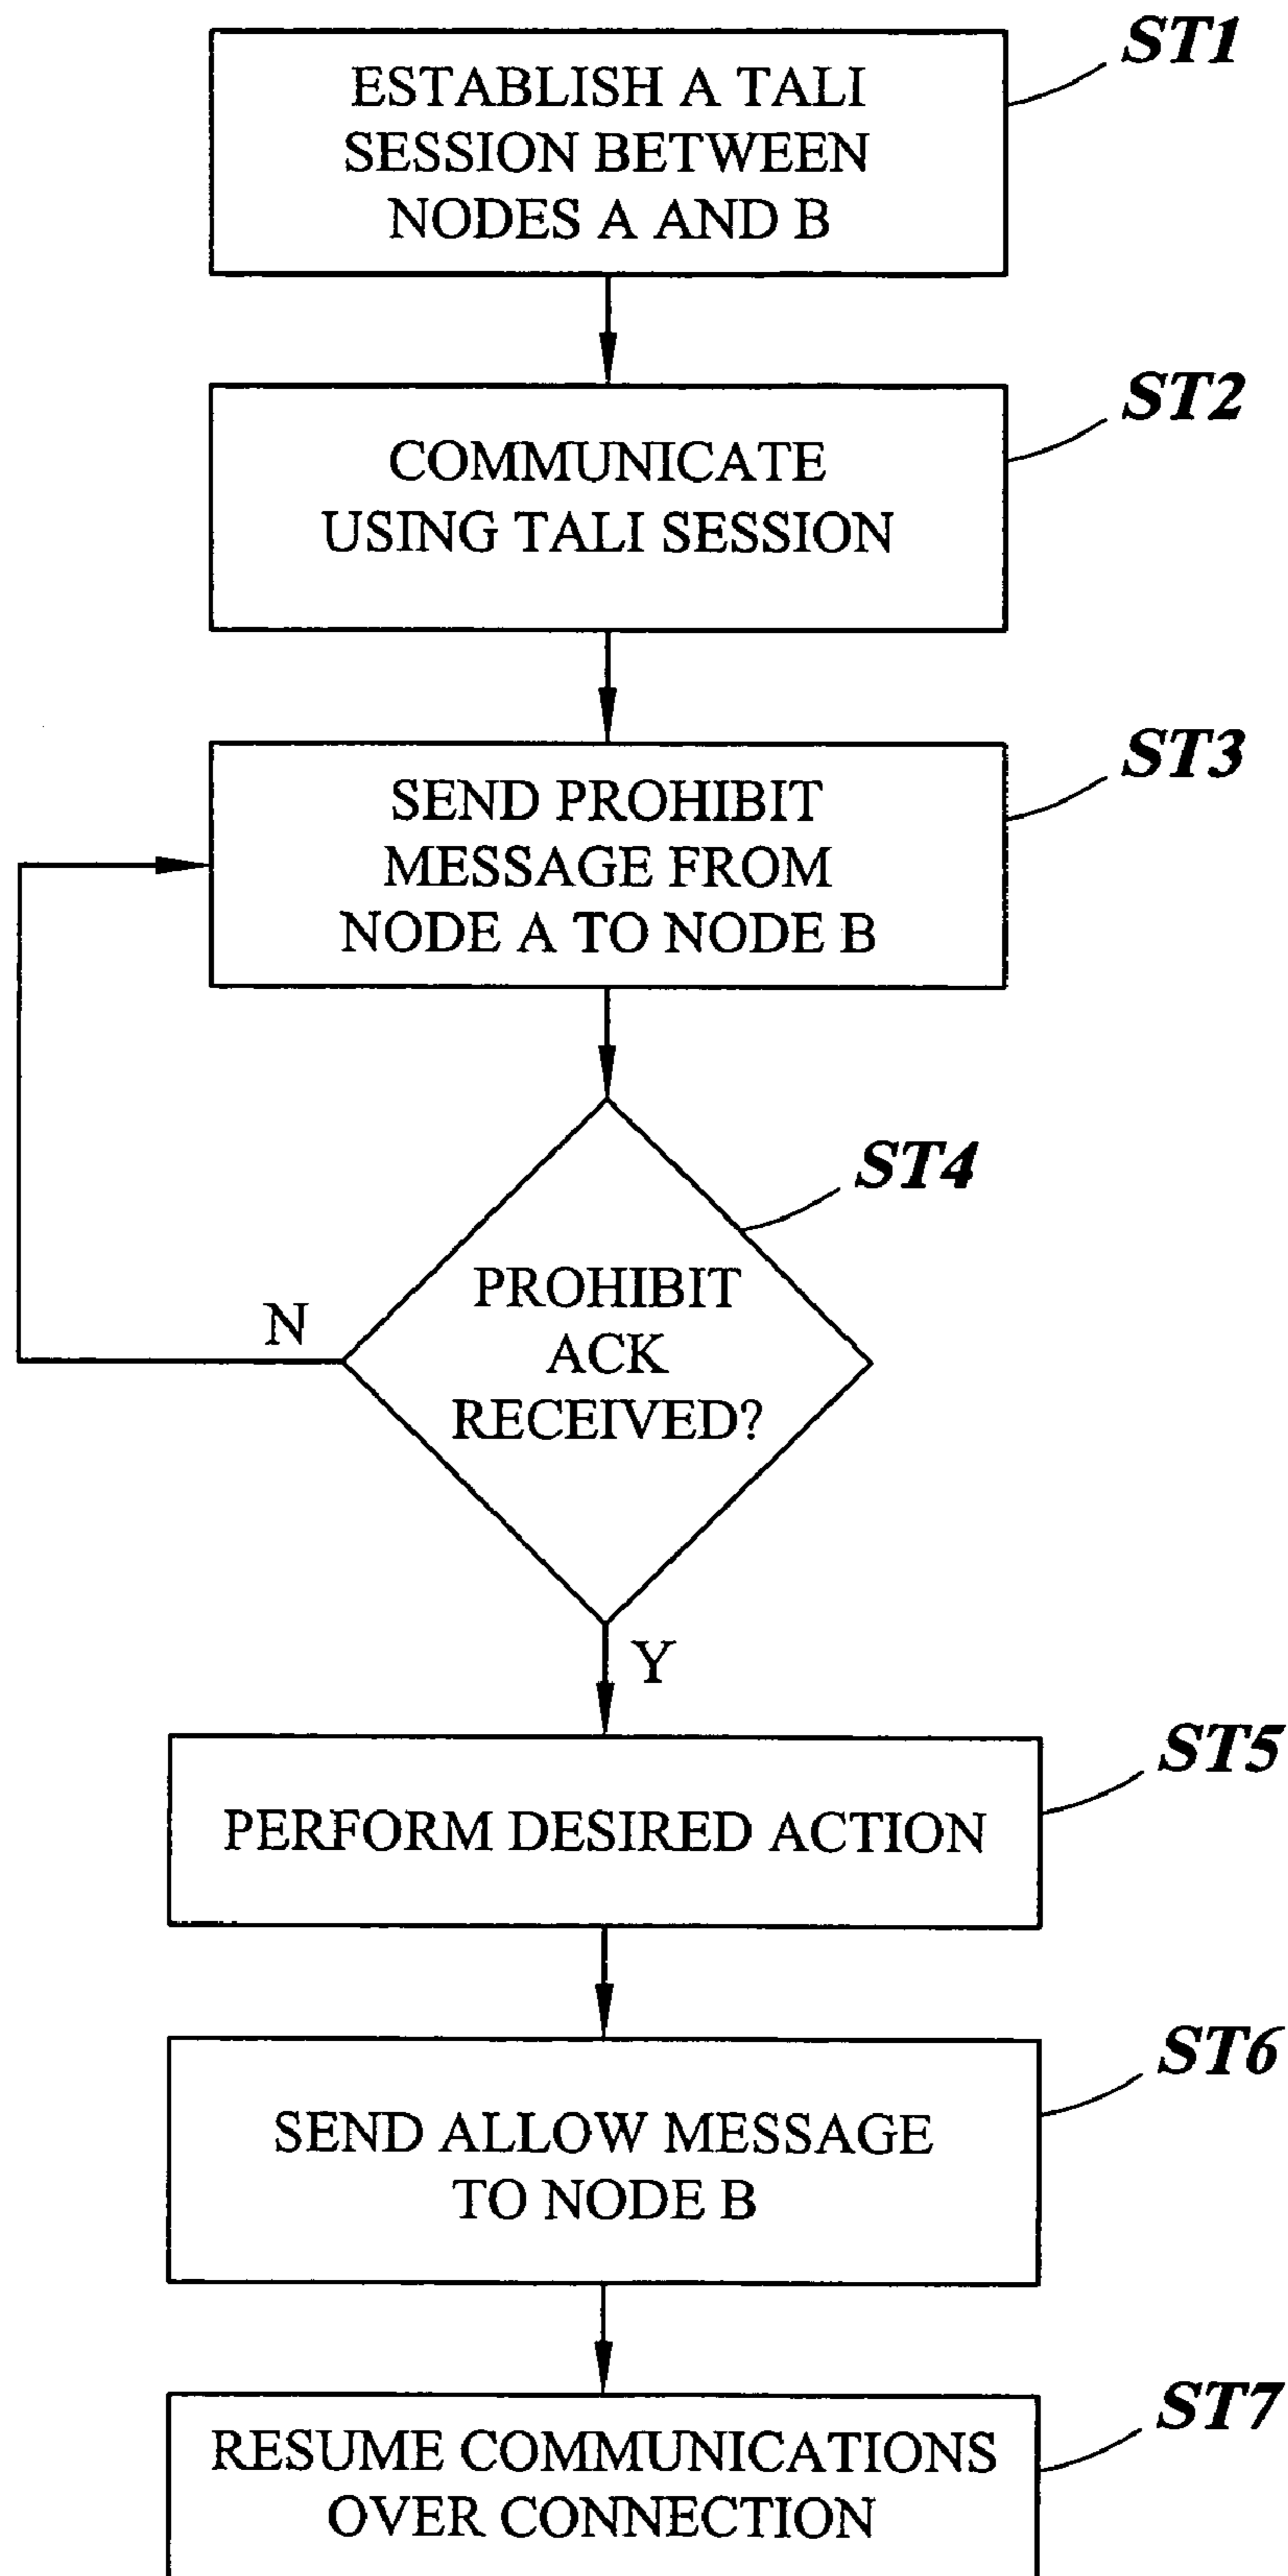 ST1
ESTABLISH A TALI
SESSION BETWEEN
NODES A AND B
ST2
COMMUNICATE
USING TALI SESSION
ST3
SEND PROHIBIT
MESSAGE FROM
NODE A TO NODE B
ST4
PROHIBIT
ACK
RECEIVED?
N
Y
ST5
PERFORM DESIRED ACTION
ST6
SEND ALLOW MESSAGE
TO NODE B
ST7
RESUME COMMUNICATIONS
OVER CONNECTION